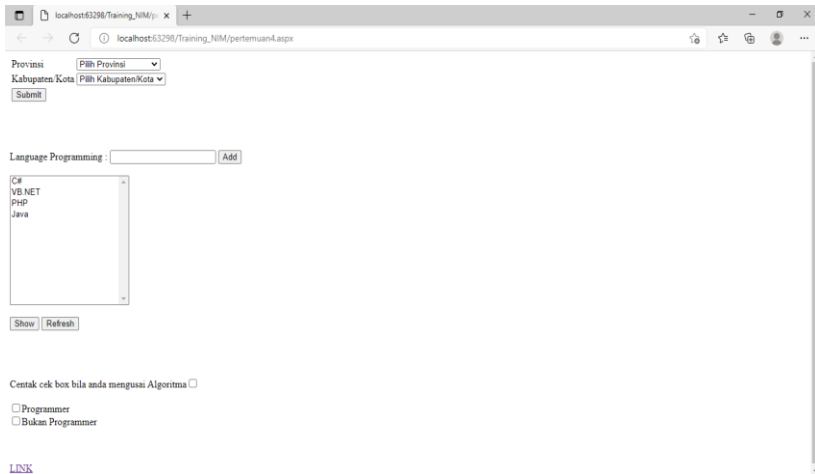 localhost:63298/Training_NIM/p
localhost:63298/Training_NIM/pertemuan4.aspx
Provinsi Pilih Provinsi
Kabupaten/Kota Pilih Kabupaten/Kota
Submit
Language Programming : Add
C#
VB.NET
PHP
Java
Show Refresh
Centak cek box bila anda mengusai Algoritma
Programmer
Bukan Programmer
LINK